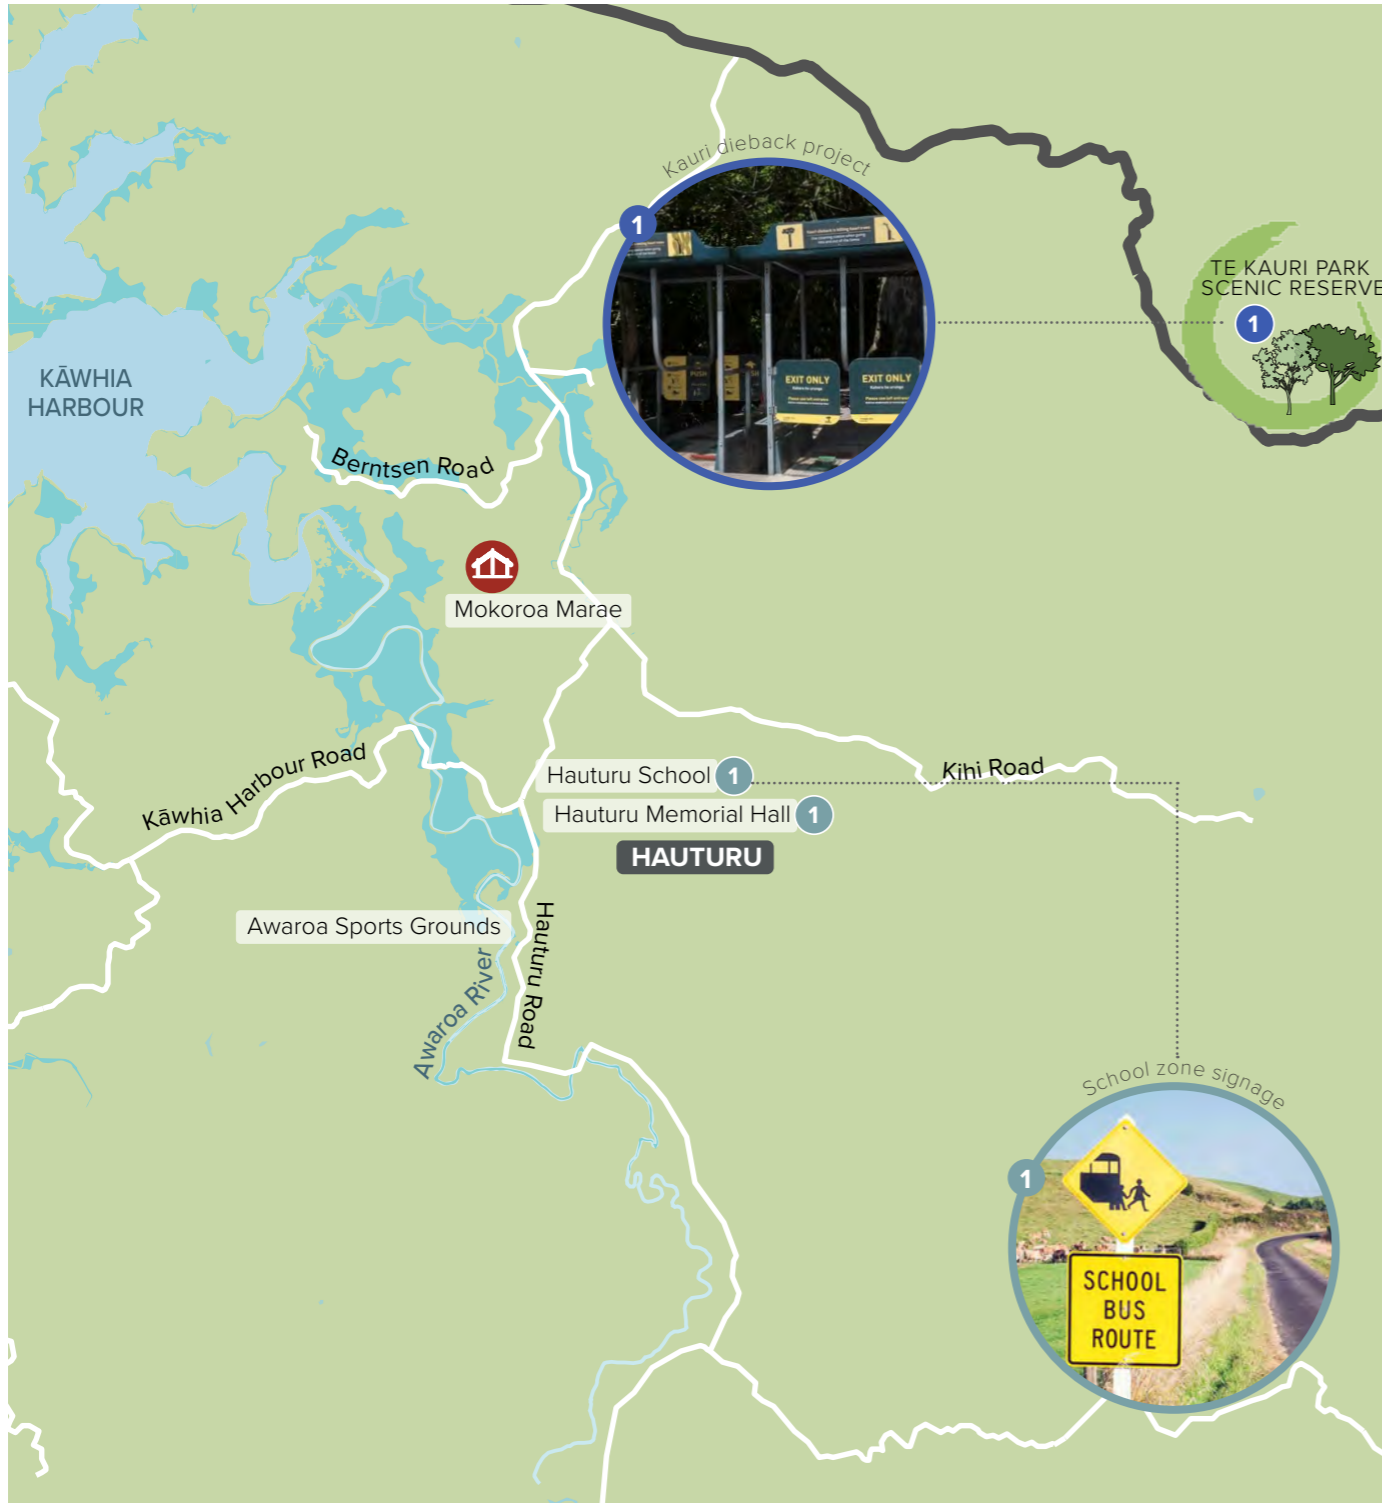 Kauri dieback project
1
EXIT ONLY
EXIT ONLY
PUSH
TE KAURI PARK
SCENIC RESERVE
1
KĀWHIA
HARBOUR
Berntsen Road
Mokoroa Marae
Kāwhia Harbour Road
Hauturu School 1
Kihi Road
Hauturu Memorial Hall 1
HAUTURU
Awaroa Sports Grounds
Hauturu Road
Awaroa River
School zone signage
1
SCHOOL
BUS
ROUTE